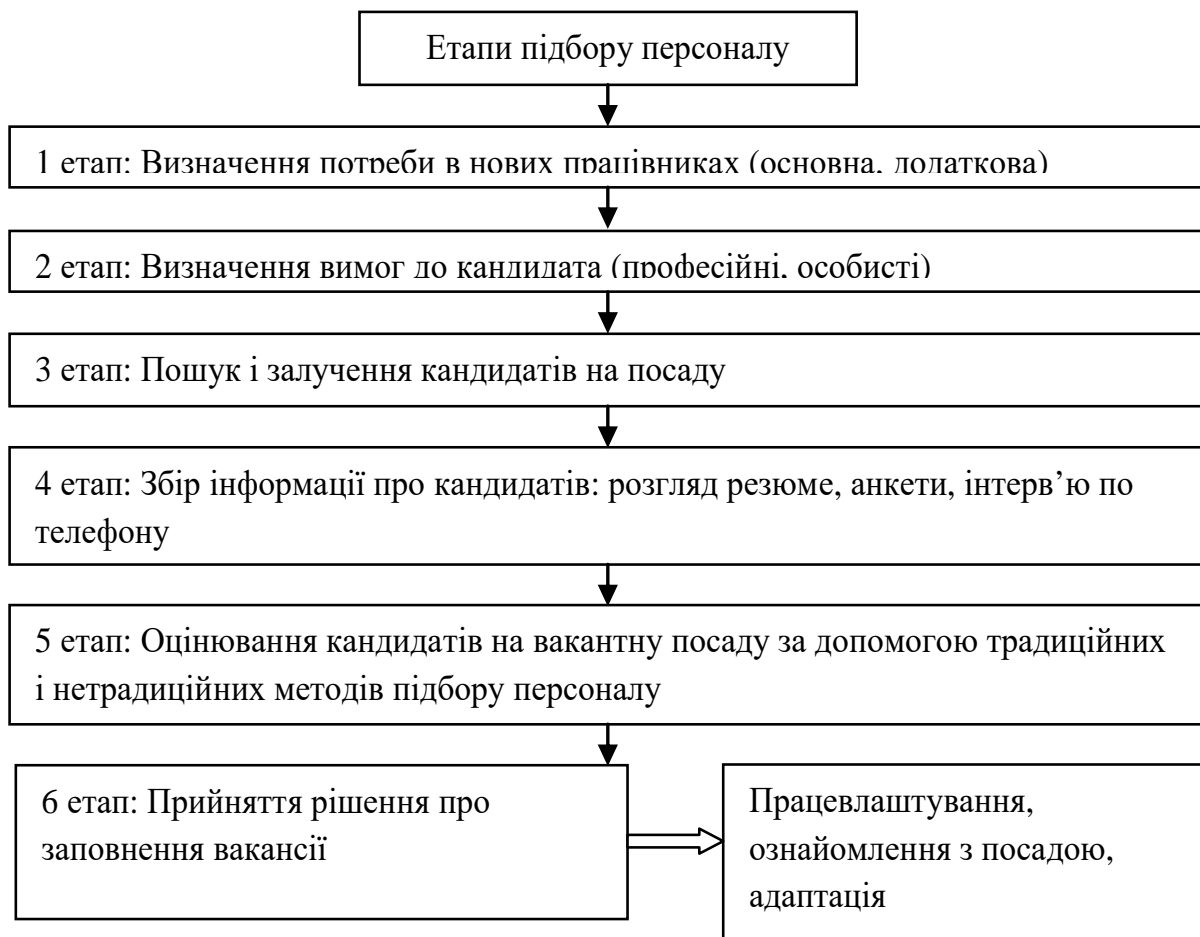 Етапи підбору персоналу
1 етап: Визначення потреби в нових працівниках (основна, додаткова)
2 етап: Визначення вимог до кандидата (професійні, особисті)
3 етап: Пошук і залучення кандидатів на посаду
4 етап: Збір інформації про кандидатів: розгляд резюме, анкети, інтерв’ю по
телефону
5 етап: Оцінювання кандидатів на вакантну посаду за допомогою традиційних
і нетрадиційних методів підбору персоналу
6 етап: Прийняття рішення про
заповнення вакансії
Працевлаштування,
ознайомлення з посадою,
адаптація